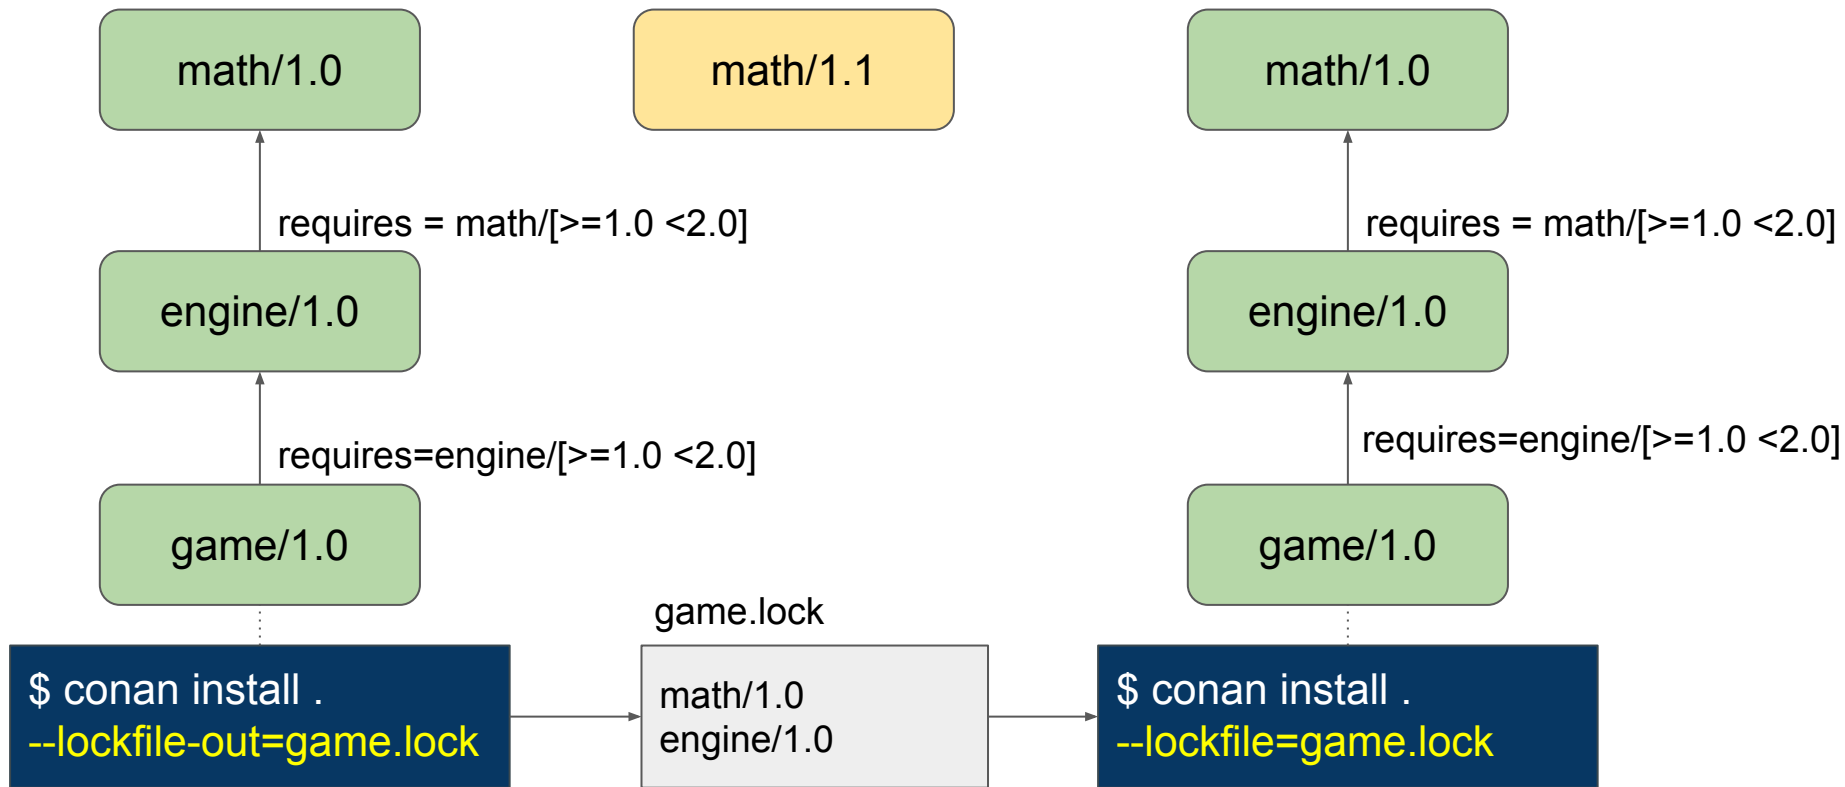 math/1.0
math/1.1
math/1.0
requires = math/[>=1.0 <2.0]
requires = math/[>=1.0 <2.0]
engine/1.0
engine/1.0
requires=engine/[>=1.0 <2.0]
requires=engine/[>=1.0 <2.0]
game/1.0
game/1.0
game.lock
$ conan install .
--lockfile-out=game.lock
math/1.0
engine/1.0
$ conan install .
--lockfile=game.lock